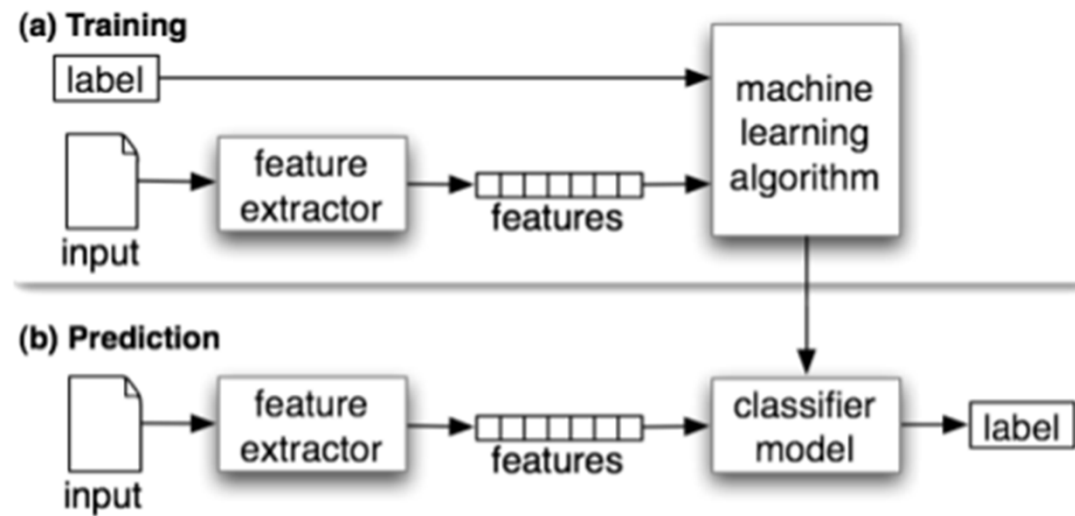 (a) Training
label
machine
learning
algorithm
feature
extractor
features
input
(b) Prediction
feature
extractor
features
classifier
model
label
input